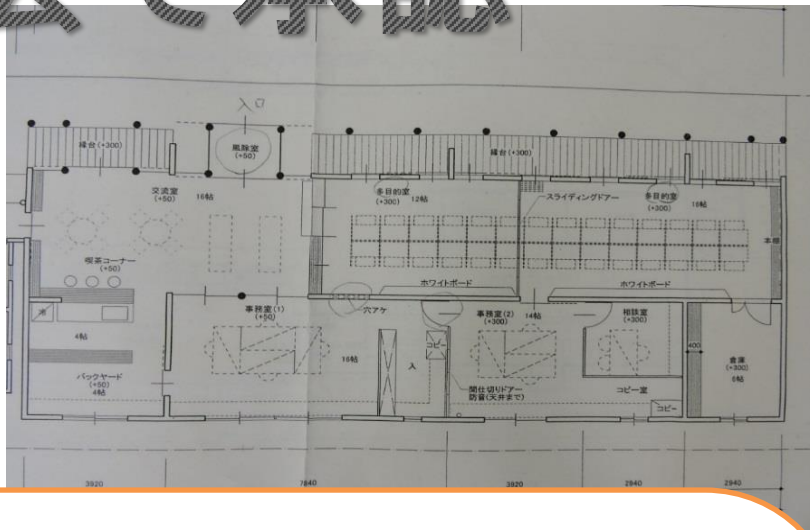 入口
縁台(+300)
風除室
(+50)
縁台(+300)
交流室
(+50)
16帖
多目的室
(+300)
12帖
スライディングドアー
多目的室
(+300)
18帖
本棚
喫茶コーナー
(+50)
ホワイトボード
ホワイトボード
冷
4帖
事務室(1)
(+50)
穴アケ
18帖
入
コピー
事務室(2)
(+300)
14帖
相談室
(+300)
400
倉庫
(+300)
6帖
バックヤード
(+50)
4帖
間仕切りドアー
防音(天井まで)
コピー室
コピー
3920
7840
3920
2940
2940